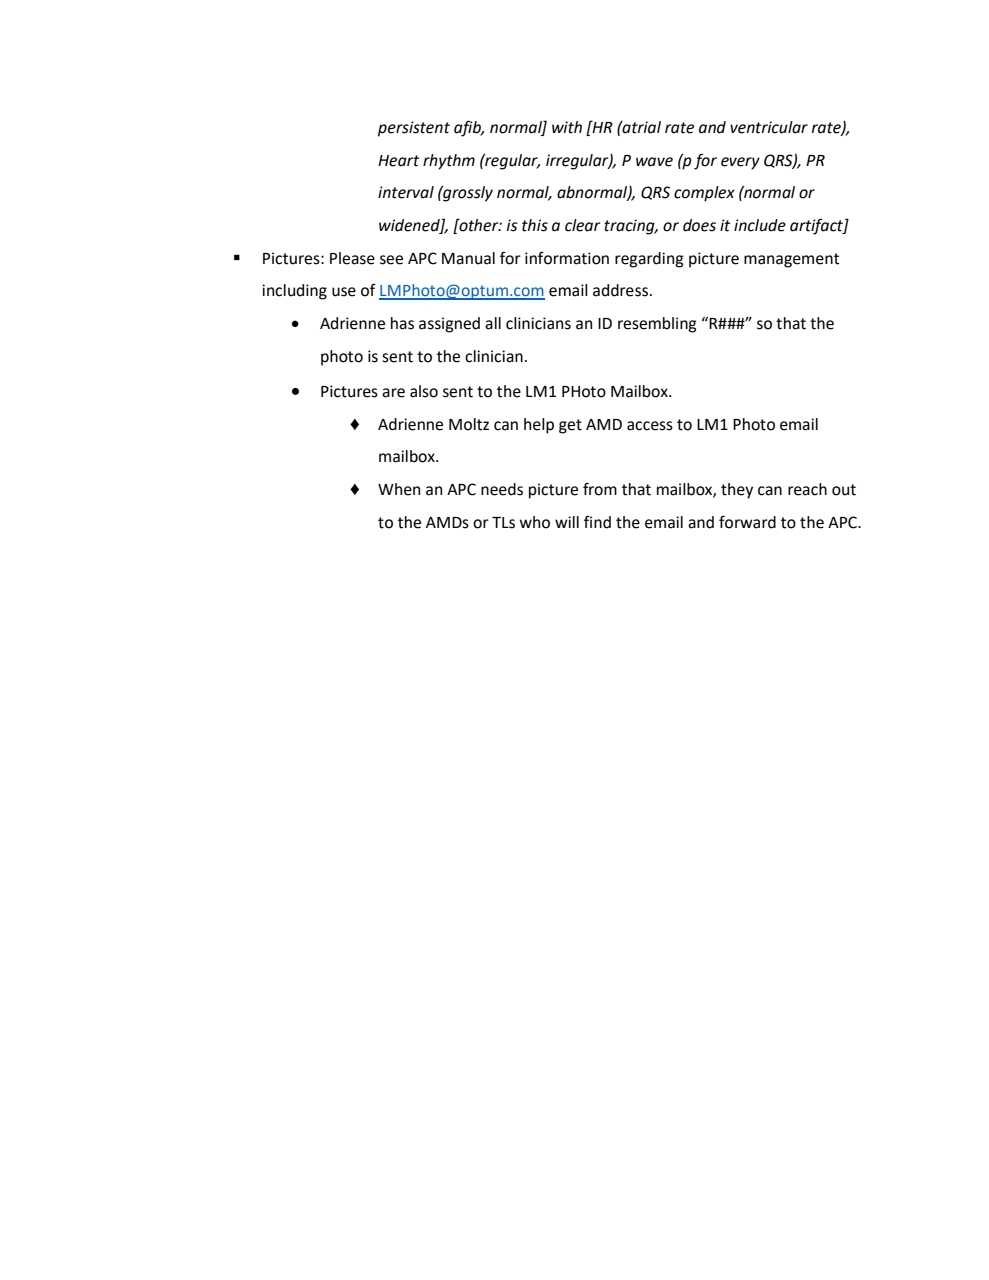 persistent afib, normal] with [HR (atrial rate and ventricular rate),
Heart rhythm (regular, irregular), P wave (p for every QRS), PR
interval (grossly normal, abnormal), QRS complex (normal or
widened], [other: is this a clear tracing, or does it include artifact]
▪ Pictures: Please see APC Manual for information regarding picture management
including use of LMPhoto@optum.com email address.
• Adrienne has assigned all clinicians an ID resembling “R###” so that the
photo is sent to the clinician.
• Pictures are also sent to the LM1 PHoto Mailbox.
♦ Adrienne Moltz can help get AMD access to LM1 Photo email
mailbox.
♦ When an APC needs picture from that mailbox, they can reach out
to the AMDs or TLs who will find the email and forward to the APC.